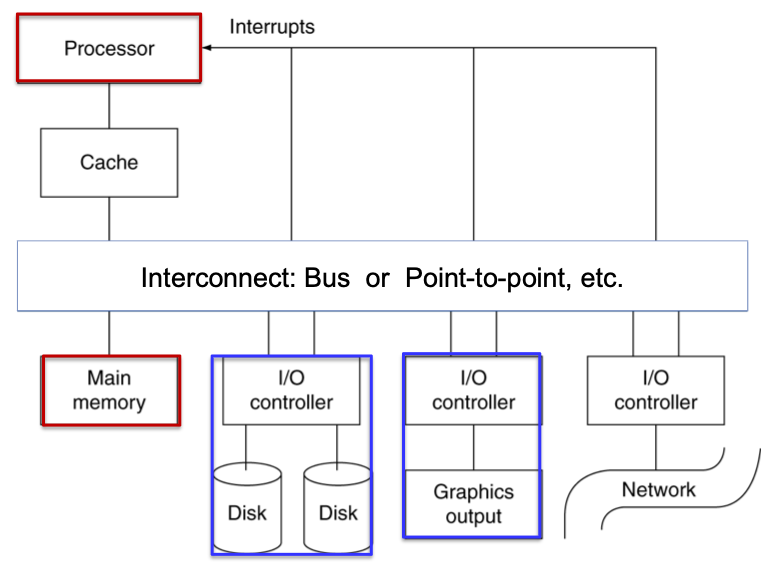 Interrupts
Processor
Cache
Interconnect: Bus or Point-to-point, etc.
Main
memory
I/O
controller
Disk
Disk
I/O
controller
Graphics
output
I/O
controller
Network